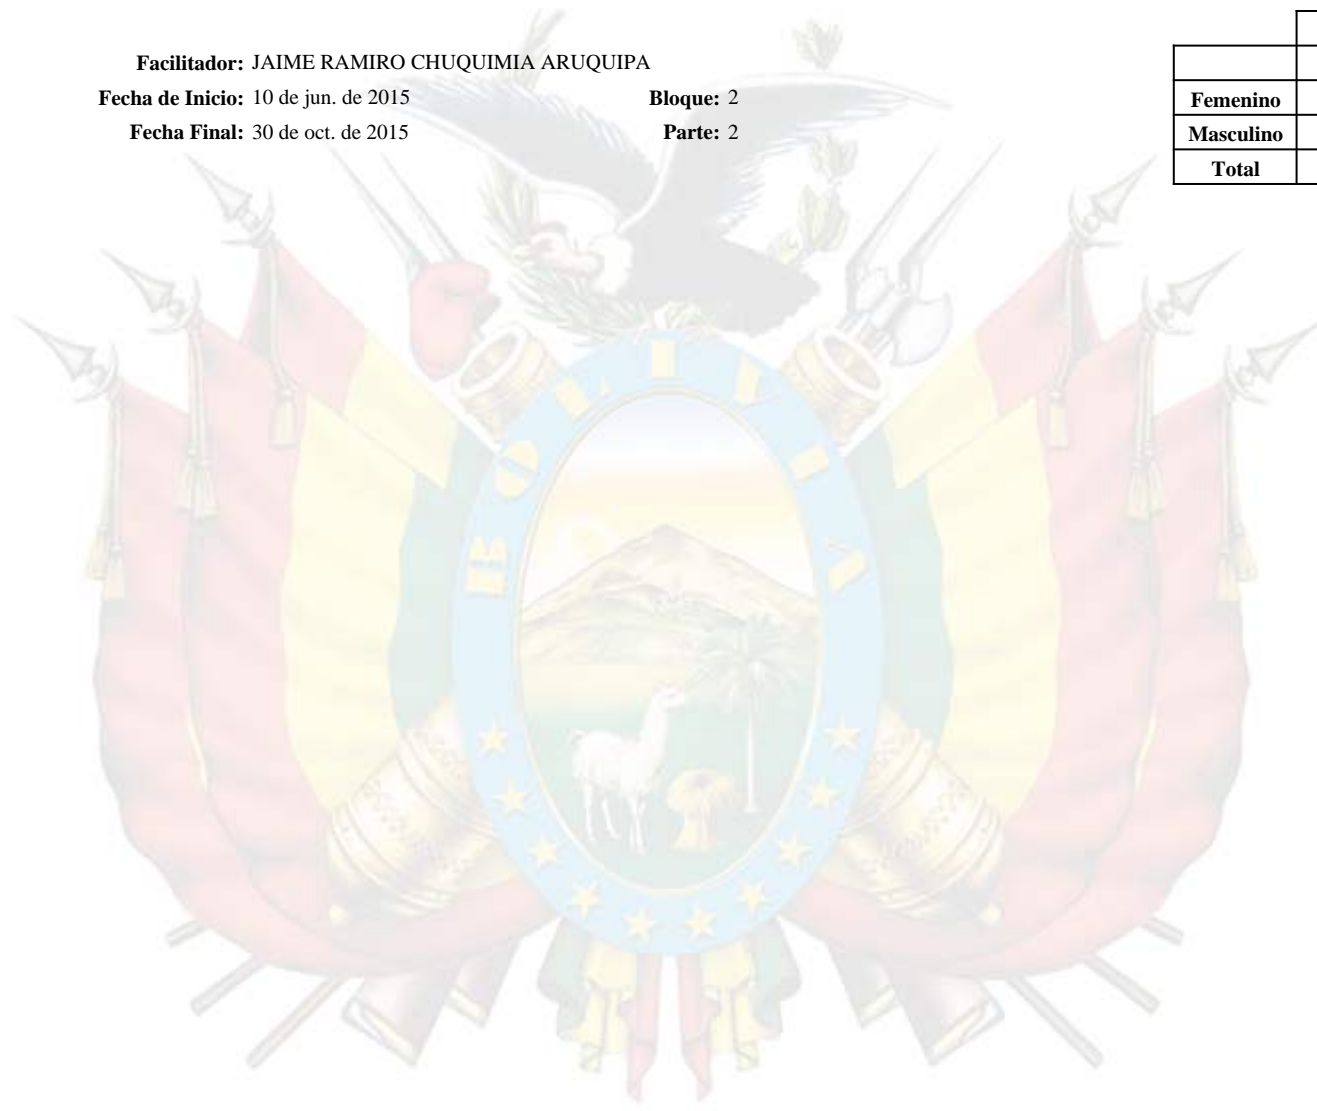 Facilitador: JAIME RAMIRO CHUQUIMIA ARUQUIPA
Fecha de Inicio: 10 de jun. de 2015 Bloque: 2
Fecha Final: 30 de oct. de 2015 Parte: 2
Femenino
Masculino
Total
BOLIVIA